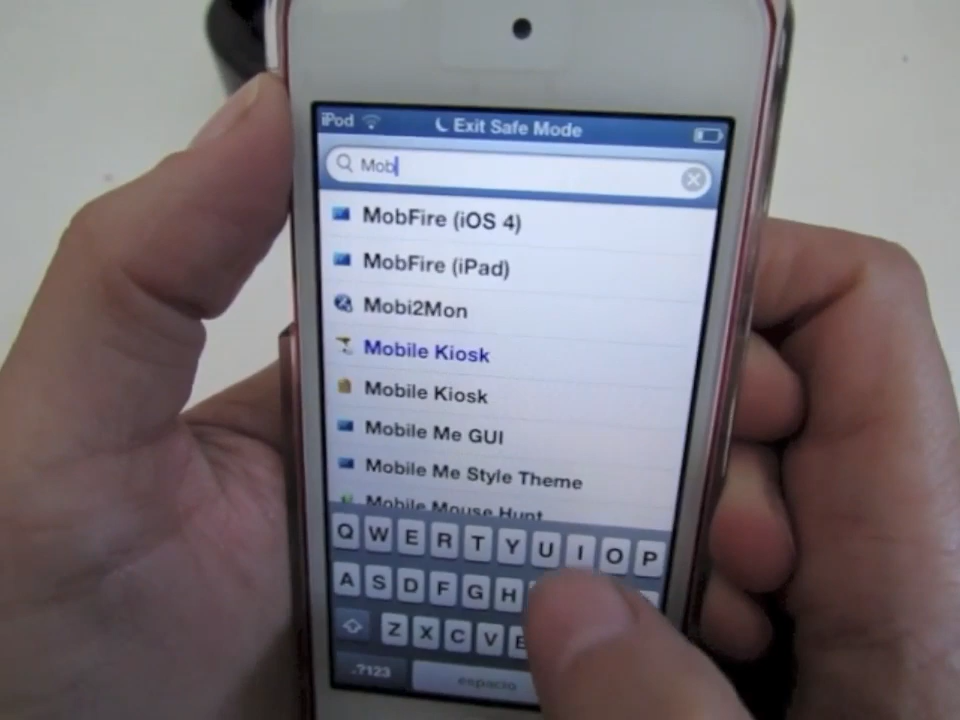 iPod Exit Safe Mode
Mob
MobFire (iOS 4)
MobFire (iPad)
Mobi2Mon
Mobile Kiosk
Mobile Kiosk
Mobile Me GUI
Mobile Me Style Theme
Mobile Mouse Hunt
Q W E R T Y U I O P
A S D F G H
Z X C V
.?123 espacio